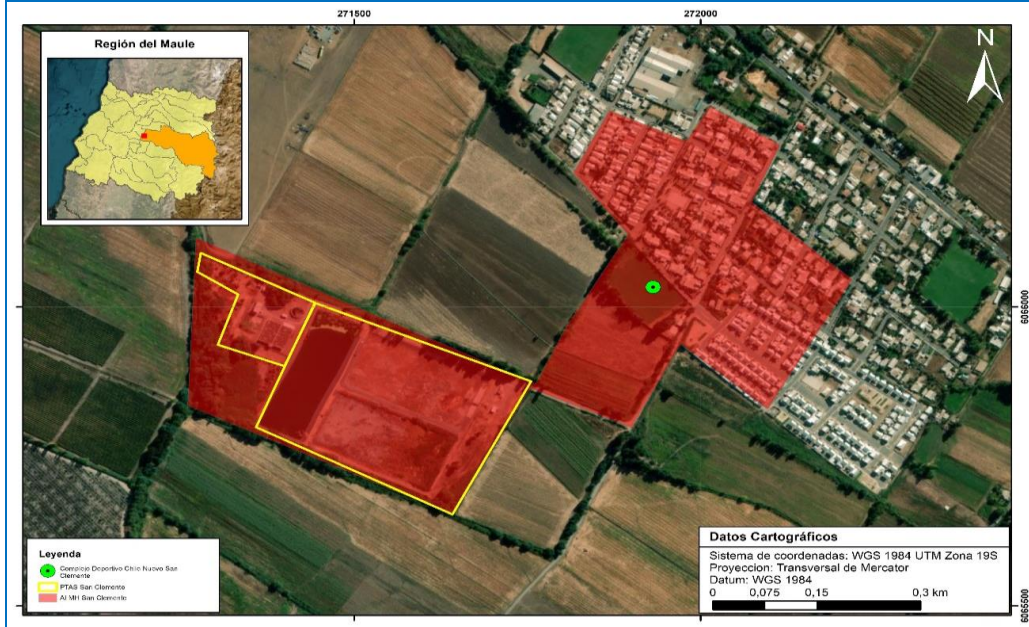 271500 272000
Región del Maule
N
6066000
Leyenda
Complejo Deportivo Chile Nuevo San
Clemente
PTAS San Clemente
AI MH San Clemente
Datos Cartográficos
Sistema de coordenadas: WGS 1984 UTM Zona 19S
Proyeccion: Transversal de Mercator
Datum: WGS 1984
0 0,075 0,15 0,3 km
6065500